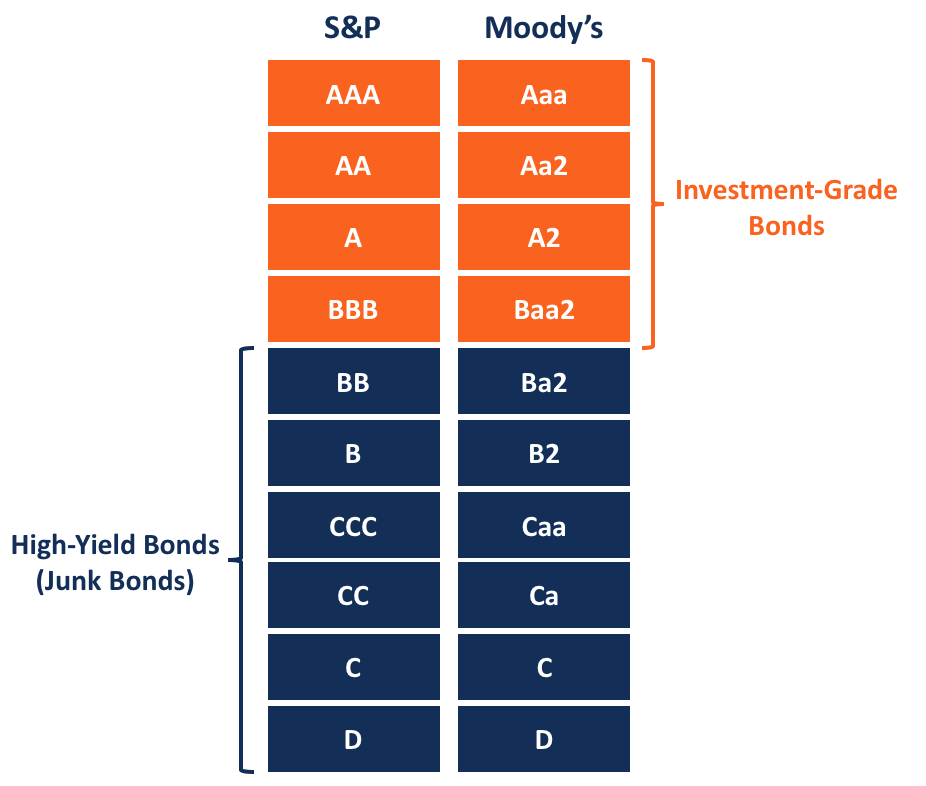 S&P Moody’s
AAA Aaa
AA Aa2
Investment-Grade
Bonds
A A2
BBB Baa2
BB Ba2
B B2
CCC Caa
High-Yield Bonds
(Junk Bonds)
CC Ca
C C
D D